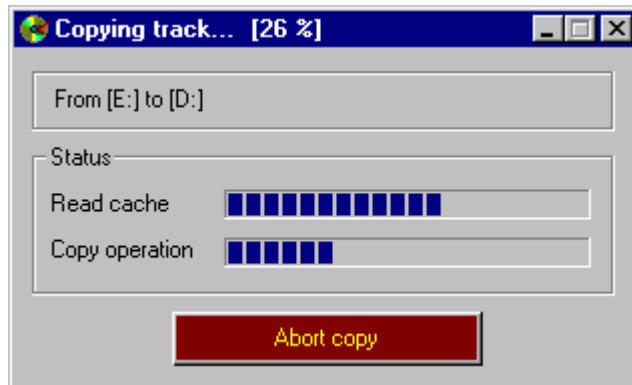 Copying track... [26 %]
From [E:] to [D:]
Status
Read cache
Copy operation
Abort copy